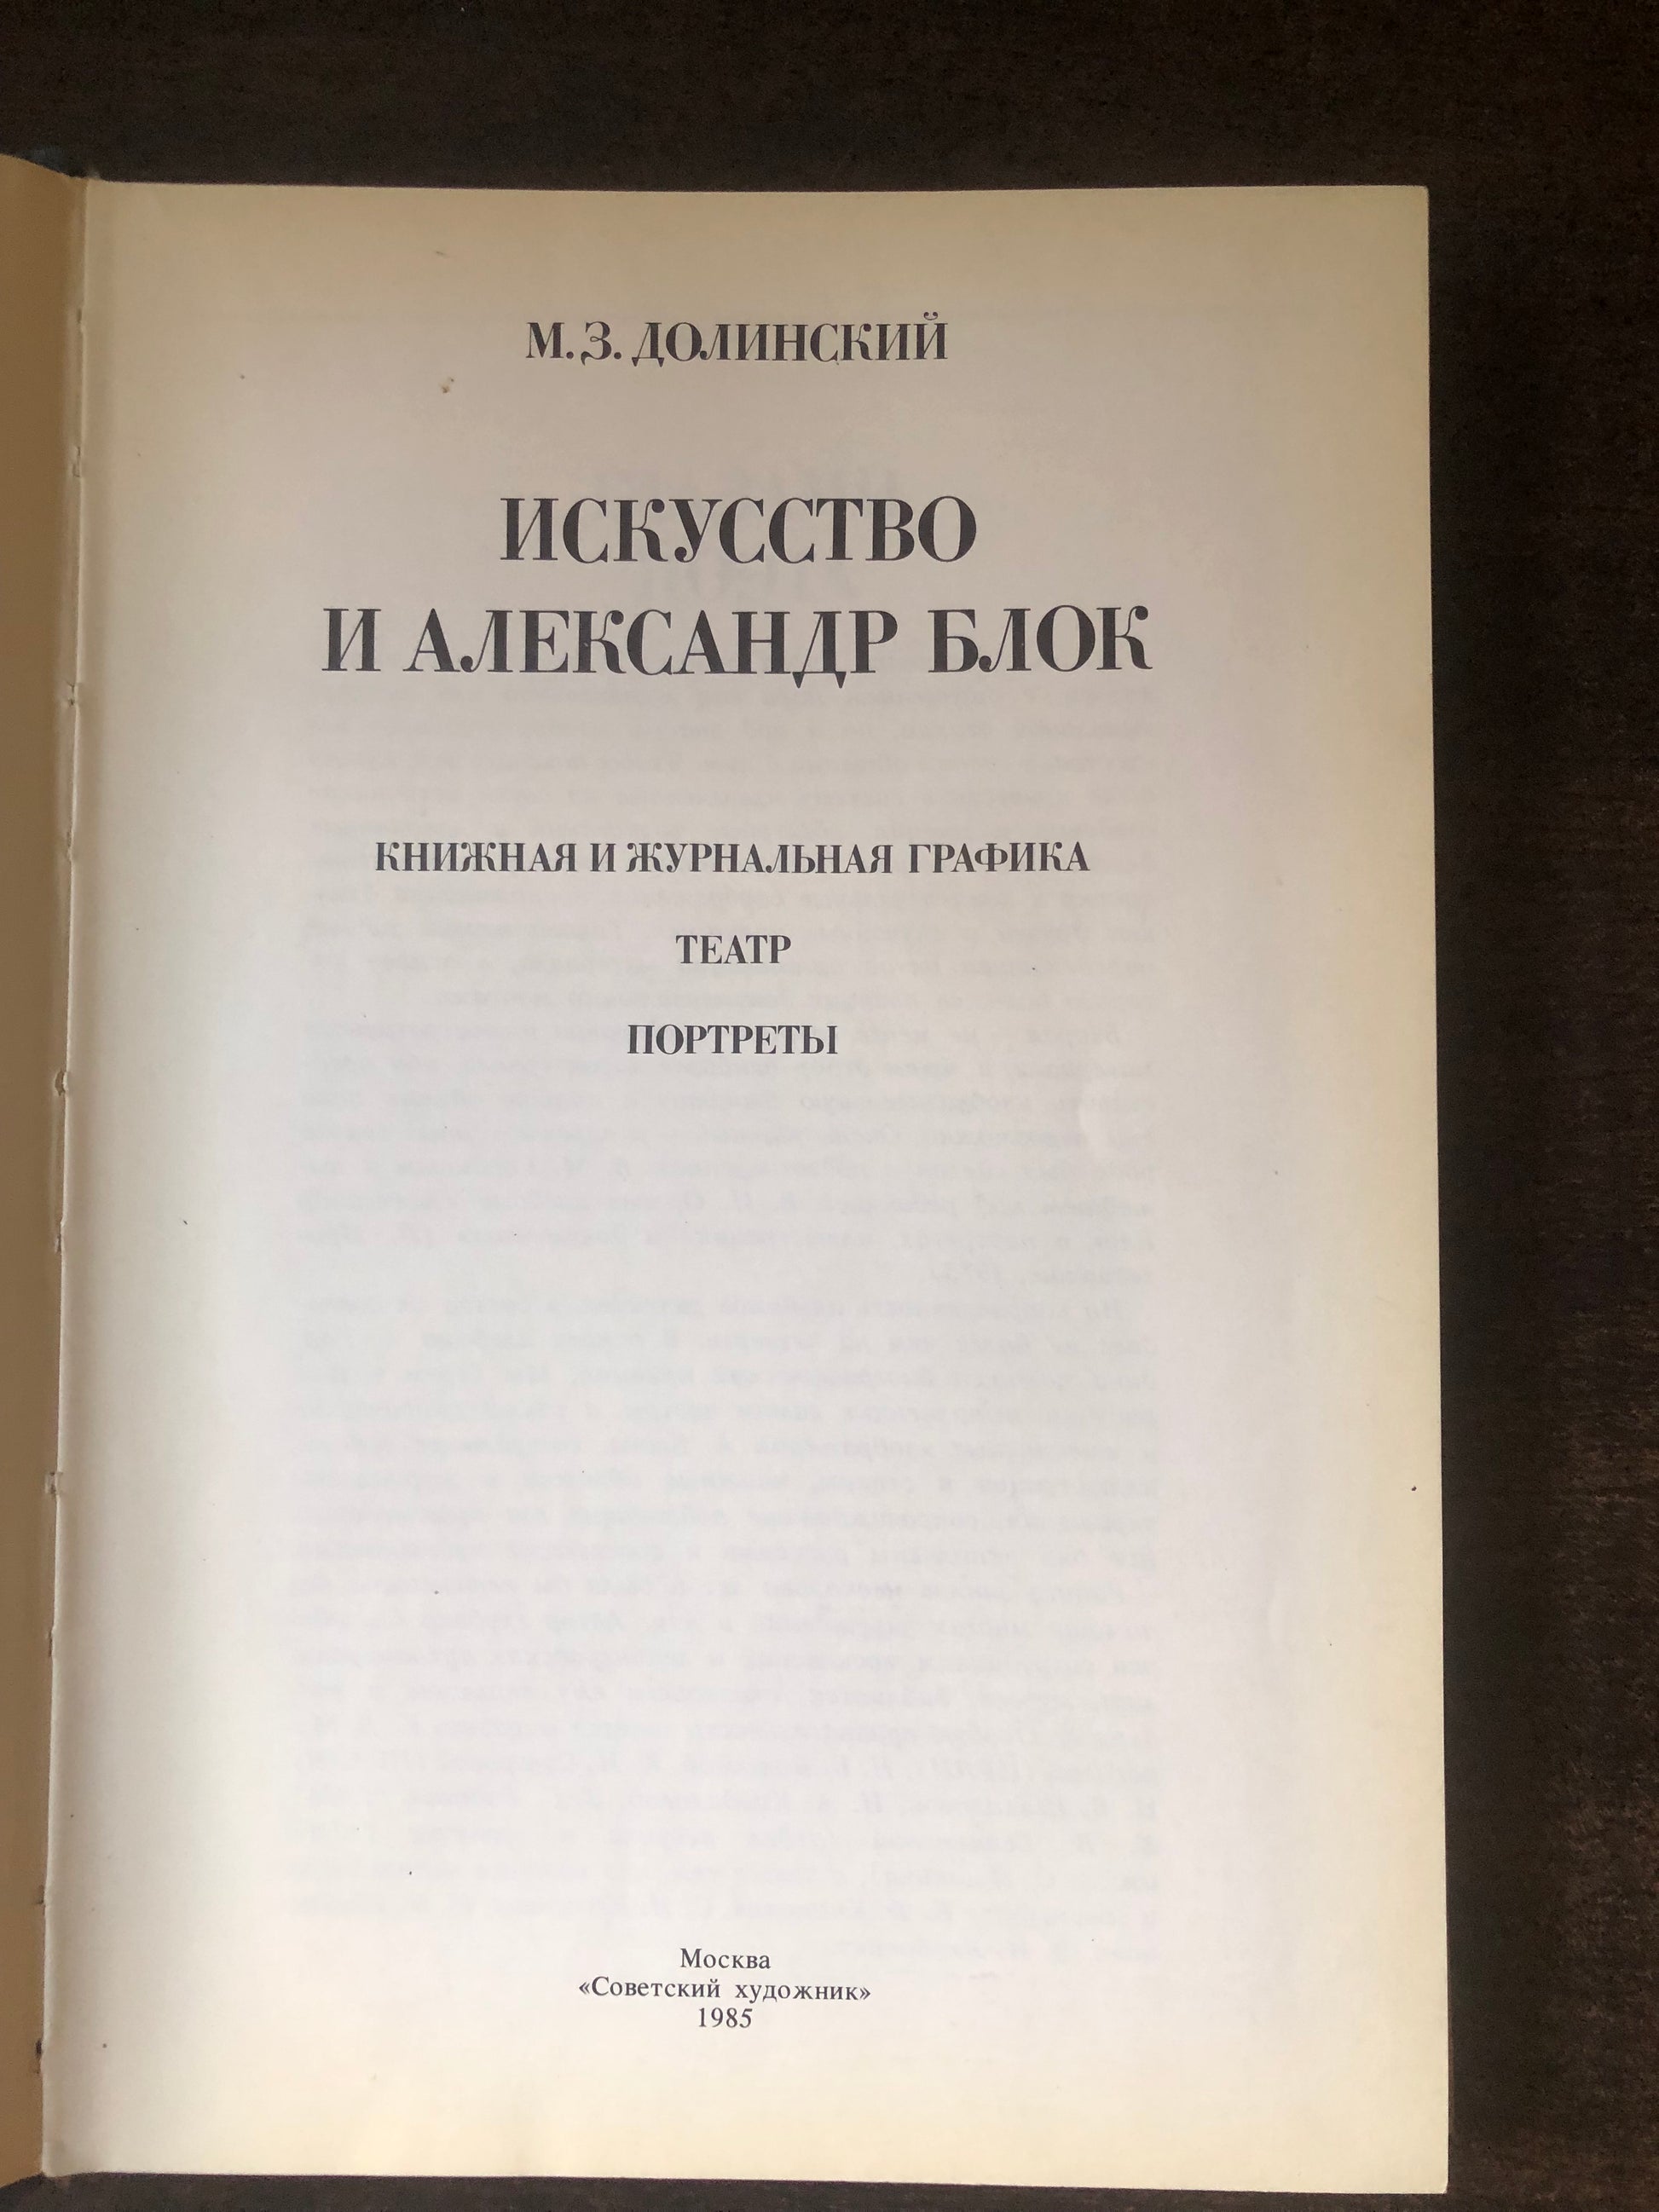 М. З. ДОЛИНСКИЙ
ИСКУССТВО
И АЛЕКСАНДР БЛОК
КНИЖНАЯ И ЖУРНАЛЬНАЯ ГРАФИКА
ТЕАТР
ПОРТРЕТЫ
Москва
«Советский художник»
1985